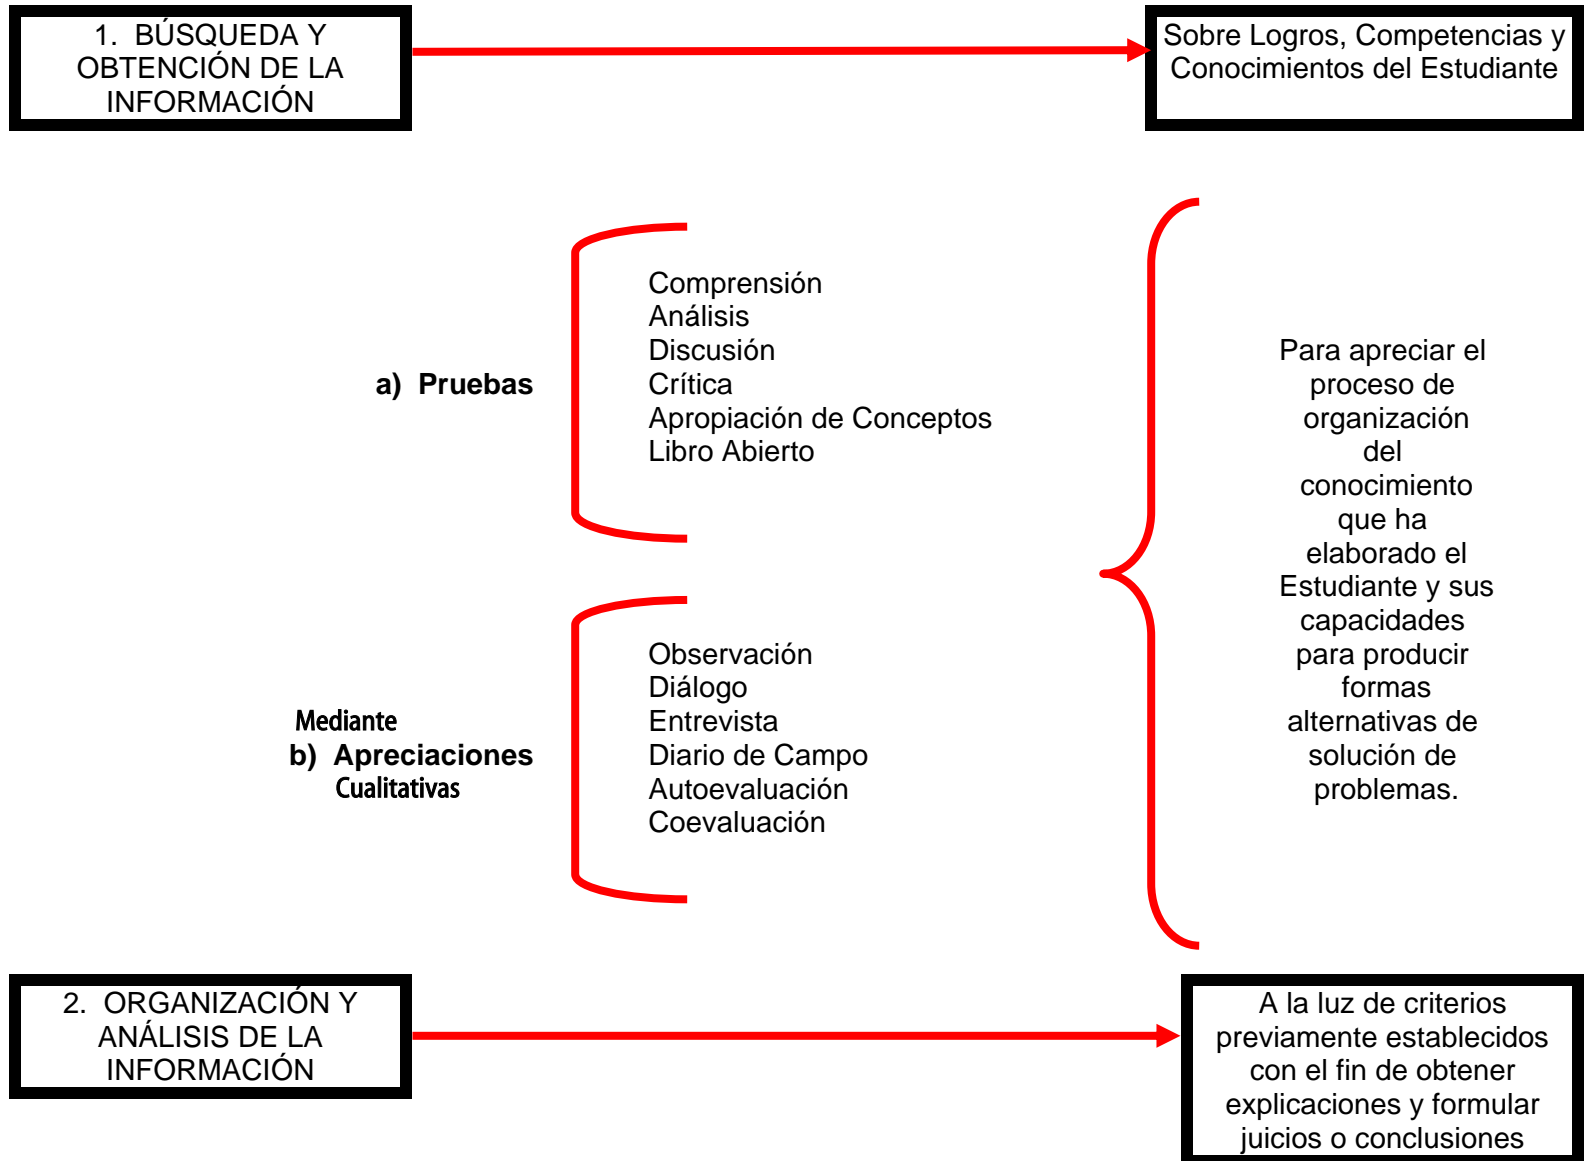 1. BÚSQUEDA Y
OBTENCIÓN DE LA
INFORMACIÓN
Sobre Logros, Competencias y
Conocimientos del Estudiante
a) Pruebas
Comprensión
Análisis
Discusión
Crítica
Apropiación de Conceptos
Libro Abierto
Mediante
b) Apreciaciones
Cualitativas
Observación
Diálogo
Entrevista
Diario de Campo
Autoevaluación
Coevaluación
Para apreciar el
proceso de
organización
del
conocimiento
que ha
elaborado el
Estudiante y sus
capacidades
para producir
formas
alternativas de
solución de
problemas.
2. ORGANIZACIÓN Y
ANÁLISIS DE LA
INFORMACIÓN
A la luz de criterios
previamente establecidos
con el fin de obtener
explicaciones y formular
juicios o conclusiones